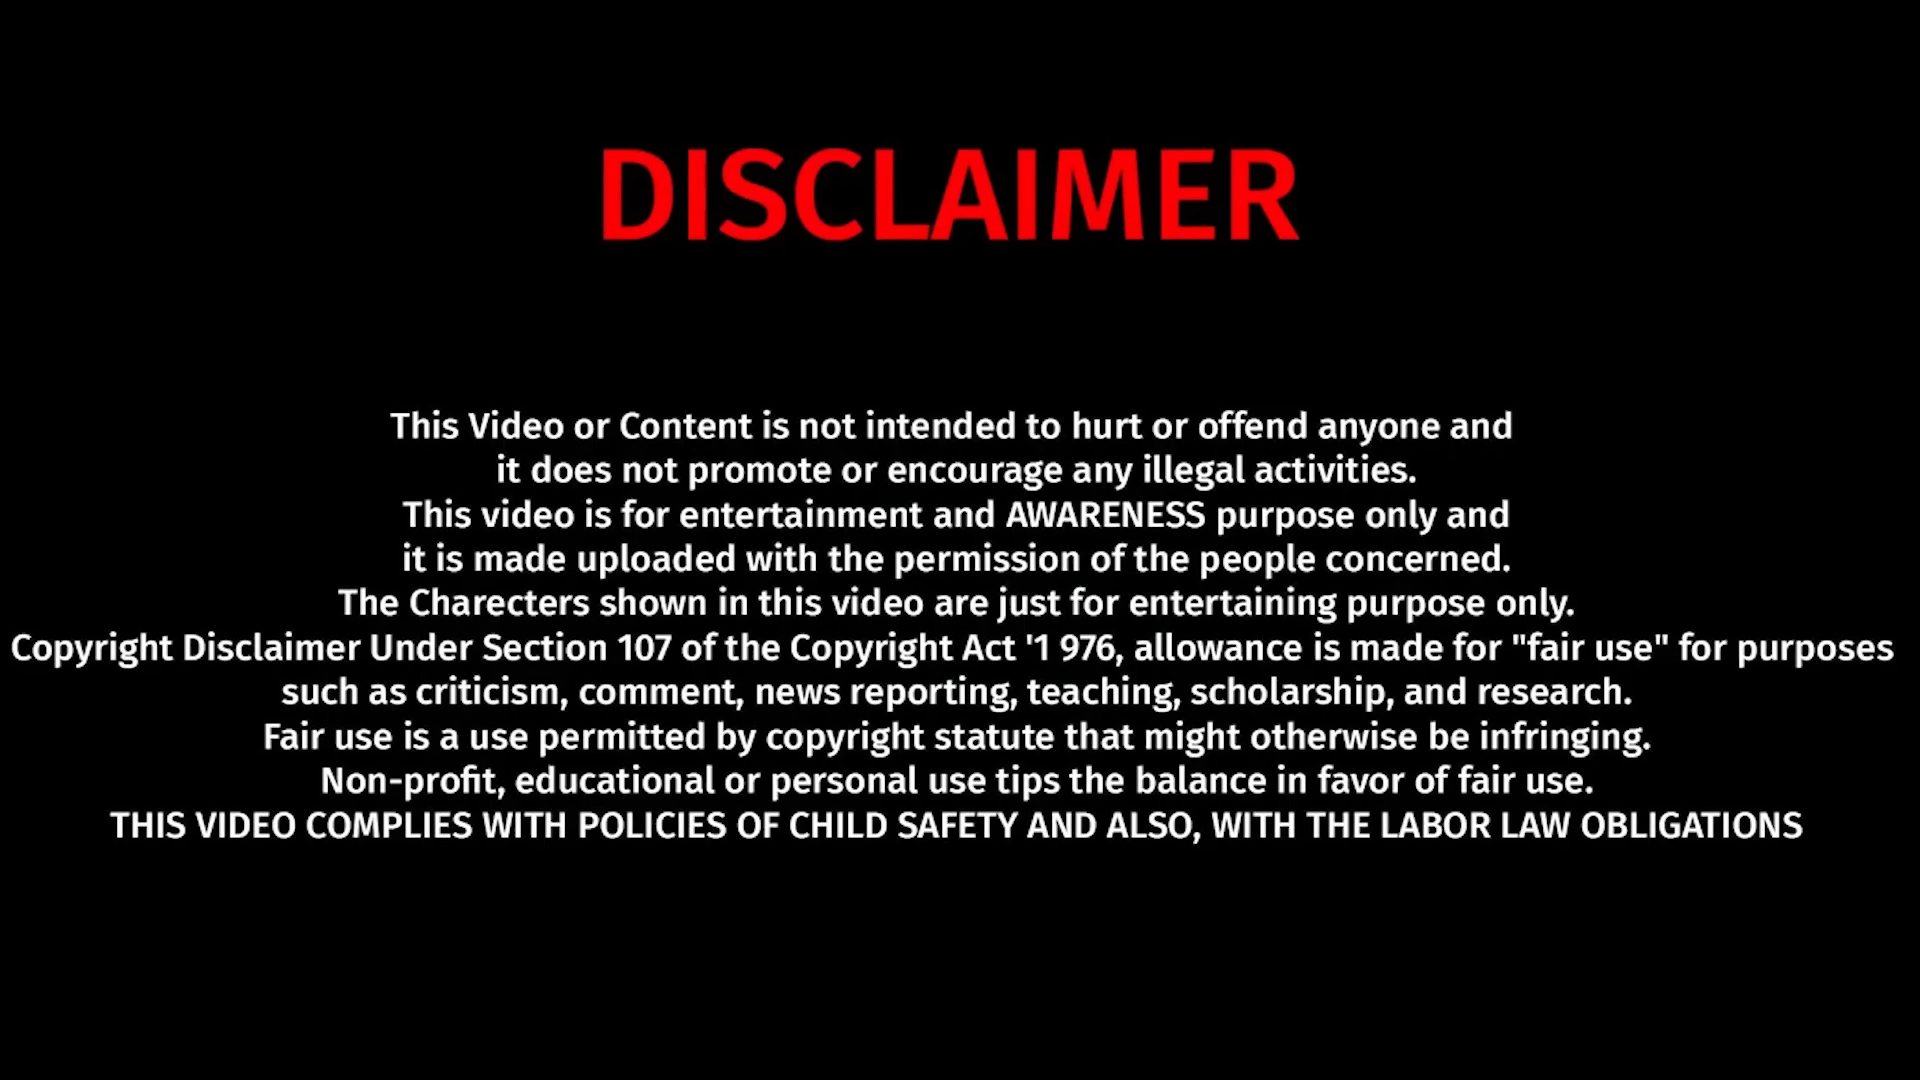 DISCLAIMER
This Video or Content is not intended to hurt or offend anyone and
it does not promote or encourage any illegal activities.
This video is for entertainment and AWARENESS purpose only and
it is made uploaded with the permission of the people concerned.
The Charecters shown in this video are just for entertaining purpose only.
Copyright Disclaimer Under Section 107 of the Copyright Act '1 976, allowance is made for "fair use" for purposes
such as criticism, comment, news reporting, teaching, scholarship, and research.
Fair use is a use permitted by copyright statute that might otherwise be infringing.
Non-profit, educational or personal use tips the balance in favor of fair use.
THIS VIDEO COMPLIES WITH POLICIES OF CHILD SAFETY AND ALSO, WITH THE LABOR LAW OBLIGATIONS